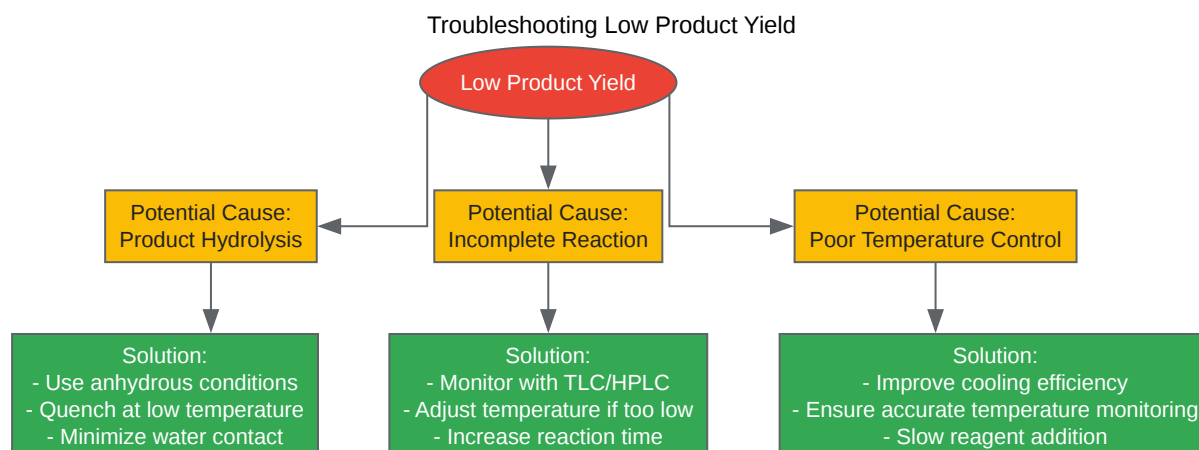 Troubleshooting Low Product Yield
Low Product Yield
Potential Cause:
Product Hydrolysis
Potential Cause:
Incomplete Reaction
Potential Cause:
Poor Temperature Control
Solution:
- Use anhydrous conditions
- Quench at low temperature
- Minimize water contact
Solution:
- Monitor with TLC/HPLC
- Adjust temperature if too low
- Increase reaction time
Solution:
- Improve cooling efficiency
- Ensure accurate temperature monitoring
- Slow reagent addition